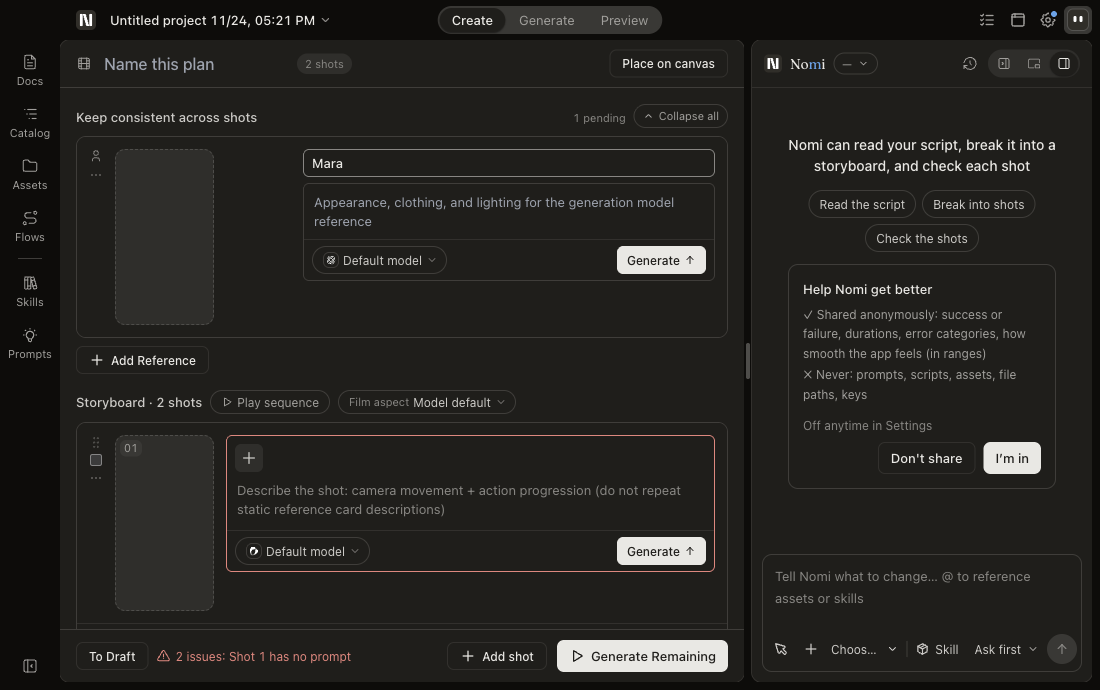 Untitled project 11/24, 05:21 PM
Create
Generate
Preview
Docs
Catalog
Assets
Flows
Skills
Prompts
Name this plan
2 shots
Place on canvas
Keep consistent across shots
1 pending
Collapse all
Mara
Appearance, clothing, and lighting for the generation model
reference
Default model
Generate
Add Reference
Storyboard · 2 shots
Play sequence
Film aspect Model default
01
Describe the shot: camera movement + action progression (do not repeat
static reference card descriptions)
Default model
Generate
To Draft
2 issues: Shot 1 has no prompt
Add shot
Generate Remaining
Nomi
—
Nomi can read your script, break it into a
storyboard, and check each shot
Read the script
Break into shots
Check the shots
Help Nomi get better
✓ Shared anonymously: success or
failure, durations, error categories, how
smooth the app feels (in ranges)
✕ Never: prompts, scripts, assets, file
paths, keys
Off anytime in Settings
Don't share
I'm in
Tell Nomi what to change... @ to reference
assets or skills
Choos...
Skill
Ask first